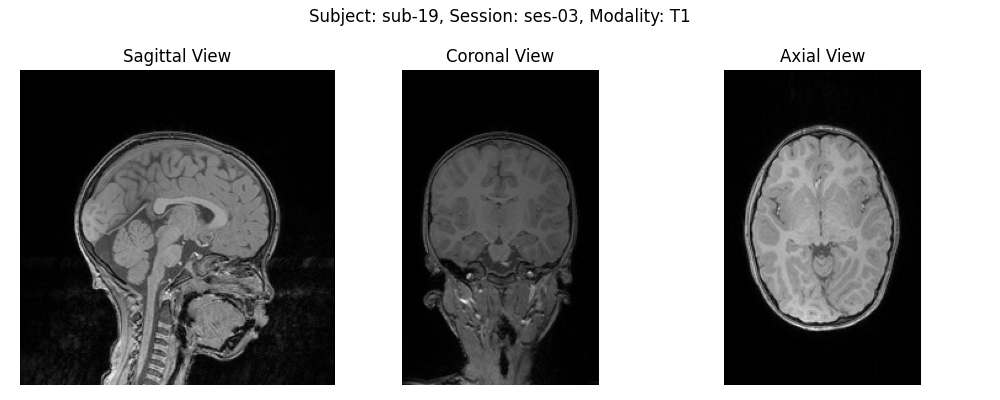 Subject: sub-19, Session: ses-03, Modality: T1
Sagittal View
Coronal View
Axial View